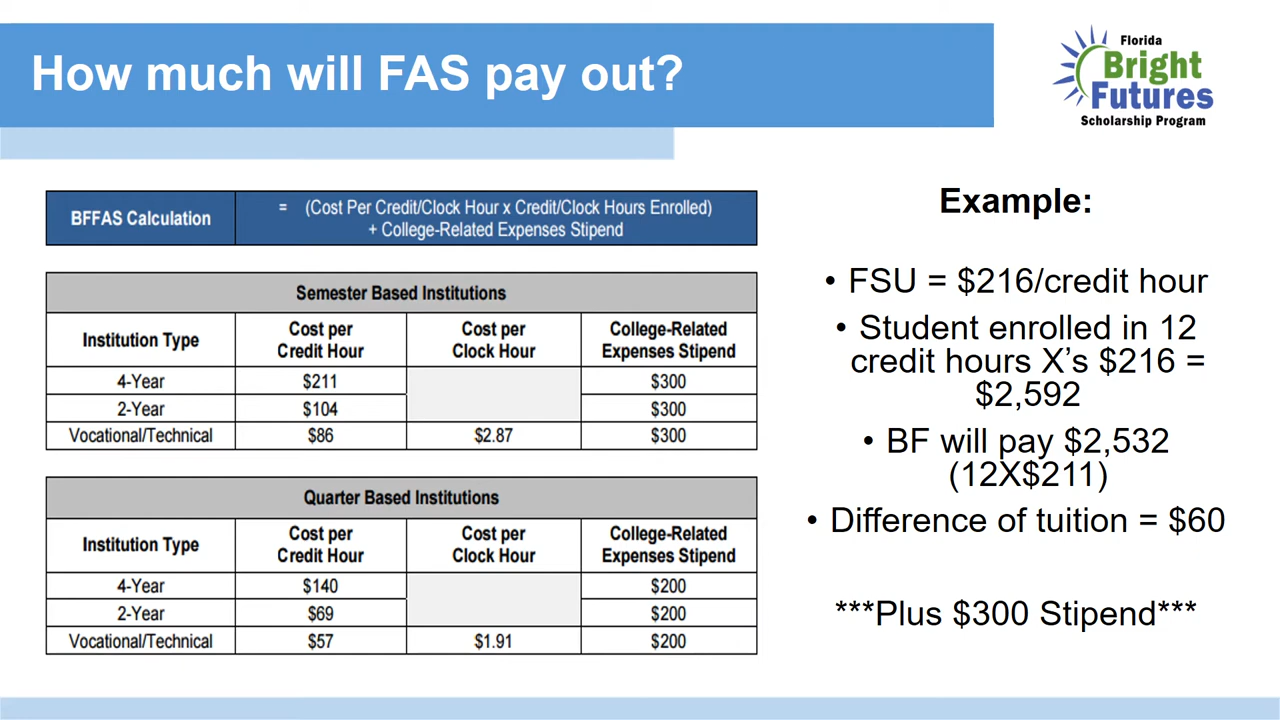 How much will FAS pay out?
Florida
Bright
Futures
Scholarship Program
BFFAS Calculation
= (Cost Per Credit/Clock Hour x Credit/Clock Hours Enrolled)
+ College-Related Expenses Stipend
Semester Based Institutions
Institution Type
Cost per
Credit Hour
Cost per
Clock Hour
College-Related
Expenses Stipend
4-Year $211 $300
2-Year $104 $300
Vocational/Technical $86 $2.87 $300
Quarter Based Institutions
Institution Type
Cost per
Credit Hour
Cost per
Clock Hour
College-Related
Expenses Stipend
4-Year $140 $200
2-Year $69 $200
Vocational/Technical $57 $1.91 $200
Example:
• FSU = $216/credit hour
• Student enrolled in 12
credit hours X’s $216 =
$2,592
• BF will pay $2,532
(12X$211)
• Difference of tuition = $60
***Plus $300 Stipend***